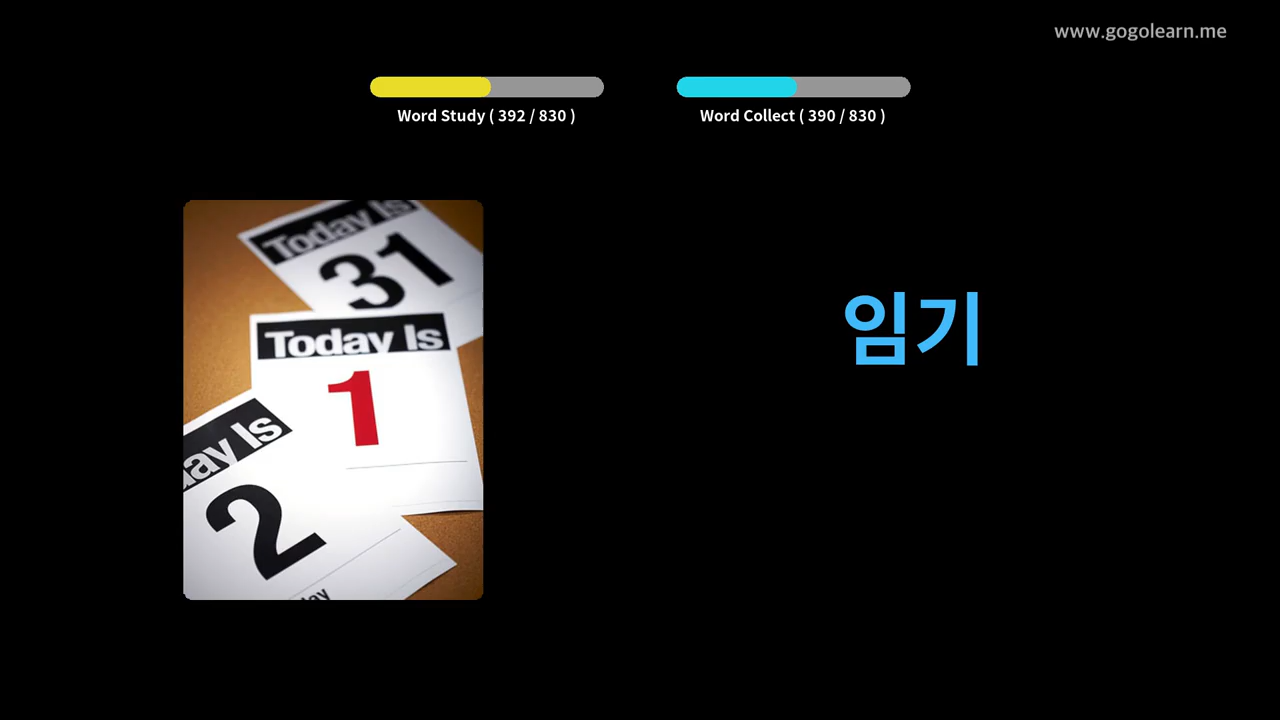 www.gogolearn.me
Word Study ( 392 / 830 )
Word Collect ( 390 / 830 )
Today Is
31
Today Is
1
ay Is
2
ay
임기